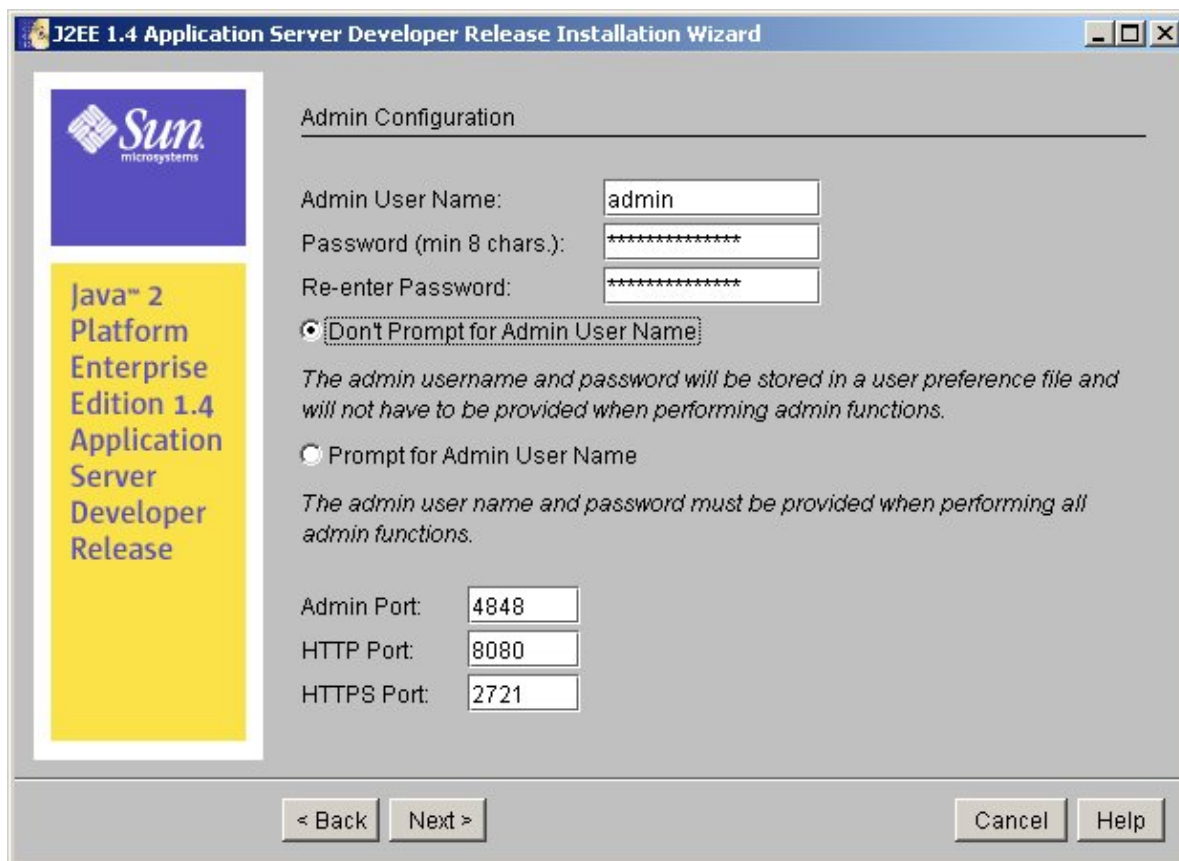 J2EE 1.4 Application Server Developer Release Installation Wizard
Sun
microsystems
Java™ 2
Platform
Enterprise
Edition 1.4
Application
Server
Developer
Release
Admin Configuration
Admin User Name: admin
Password (min 8 chars.): **************
Re-enter Password: **************
Don't Prompt for Admin User Name
The admin username and password will be stored in a user preference file and
will not have to be provided when performing admin functions.
Prompt for Admin User Name
The admin user name and password must be provided when performing all
admin functions.
Admin Port: 4848
HTTP Port: 8080
HTTPS Port: 2721
< Back Next > Cancel Help